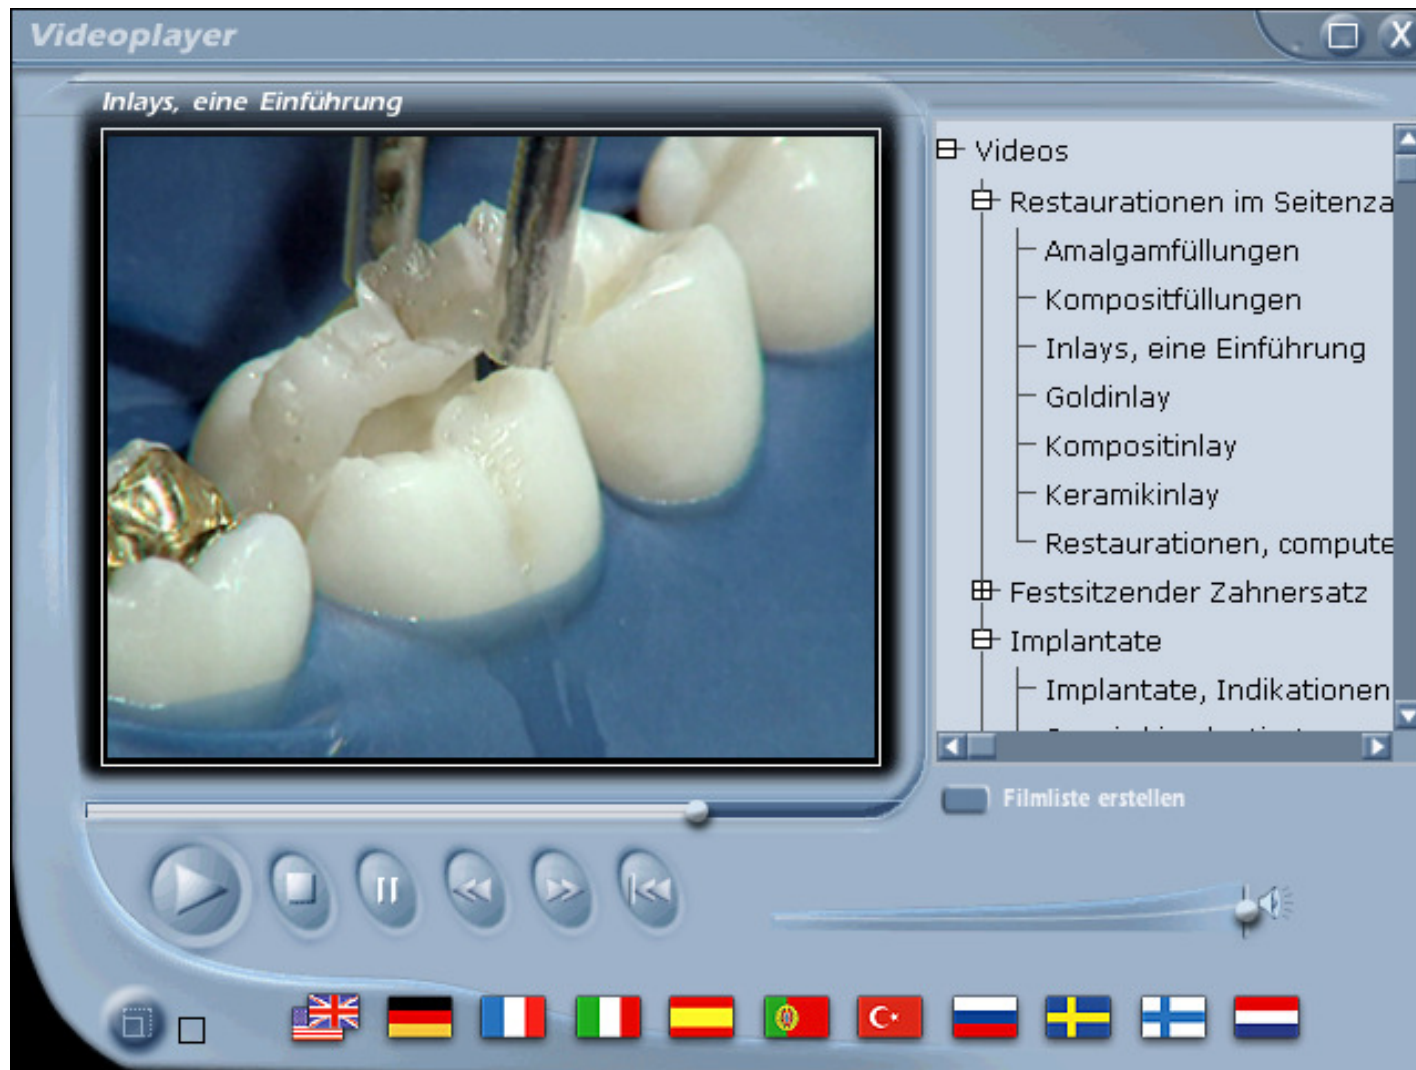 Videoplayer
X
Inlays, eine Einführung
Videos
Restaurationen im Seitenza
Amalgamfüllungen
Kompositfüllungen
Inlays, eine Einführung
Goldinlay
Kompositinlay
Keramikinlay
Restaurationen, compute
Festsitzender Zahnersatz
Implantate
Implantate, Indikationen
Filmliste erstellen